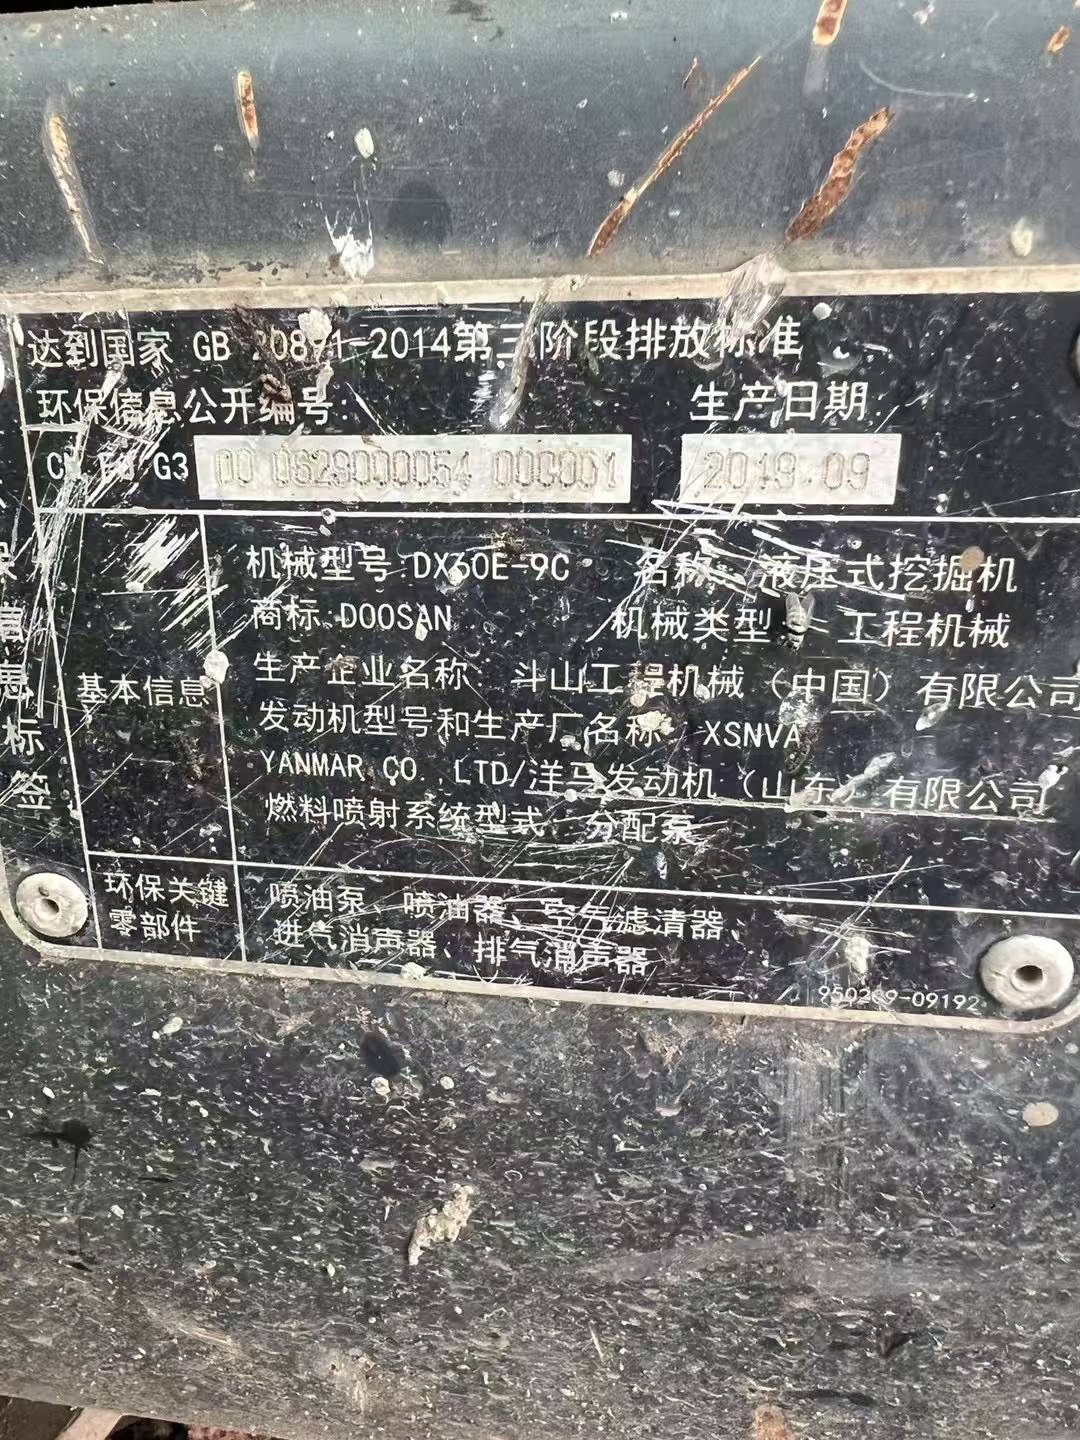 达到国家 GB 20891-2014第三阶段排放标准
环保信息公开编号: 生产日期:
CN FD G3 00 0629000054 000001 2019 09
机械型号:DX60E-9C 名称: 液压式挖掘机
商标:DOOSAN 机械类型: 工程机械
基本信息
生产企业名称: 斗山工程机械(中国)有限公司
发动机型号和生产厂名称: XSNVA
YANMAR CO., LTD/洋马发动机(山东)有限公司
燃料喷射系统型式: 分配泵
环保关键零部件
喷油泵、喷油器、空气滤清器、
进气消声器、排气消声器
信息标签